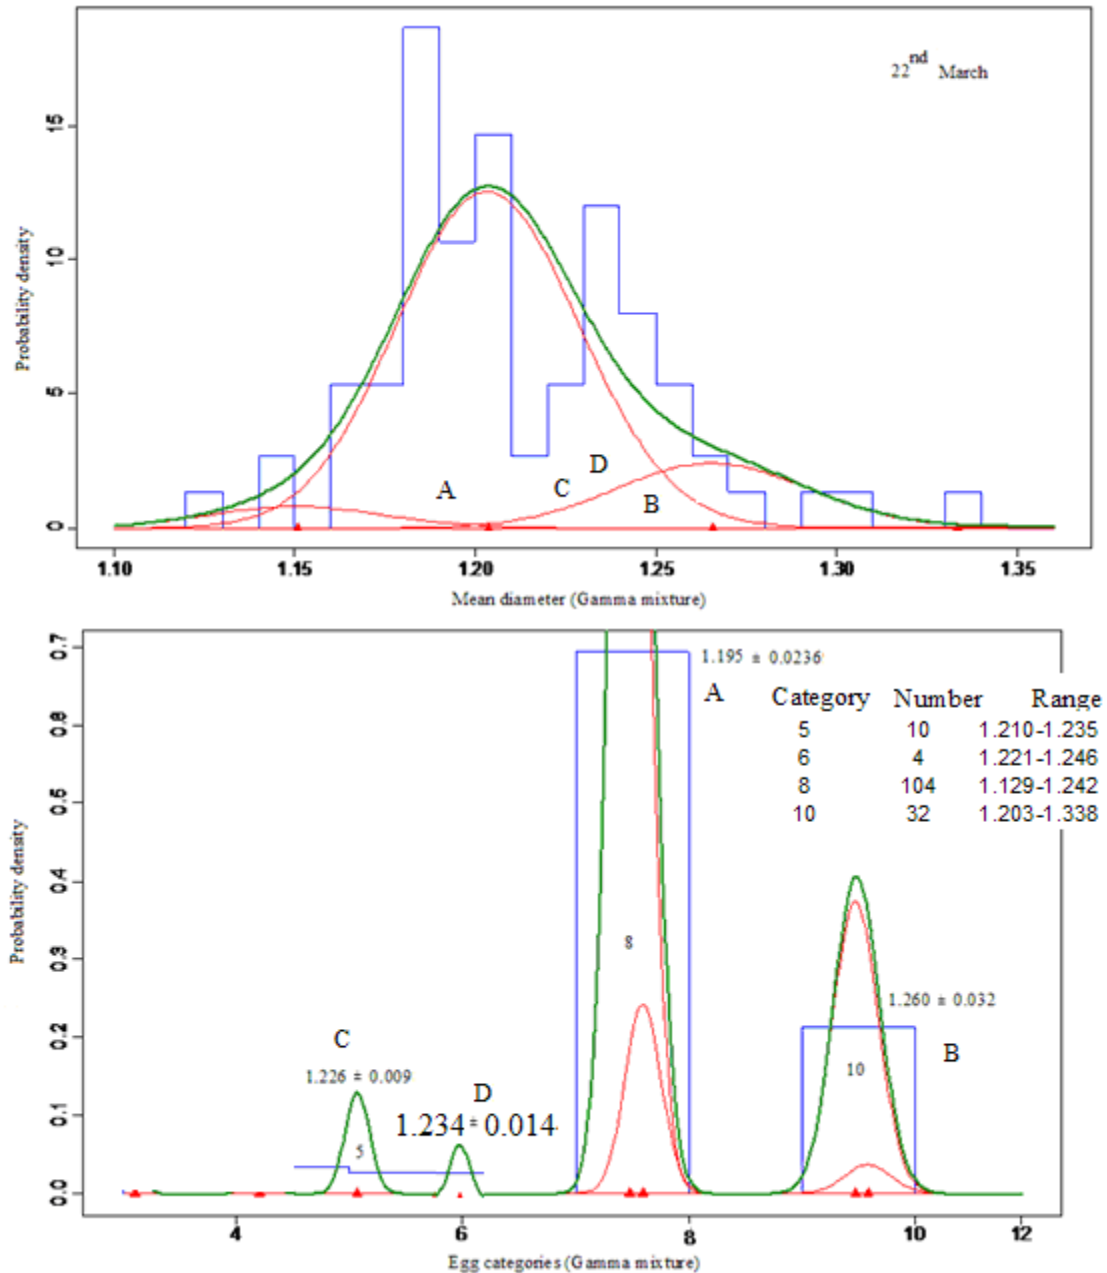 22nd March
15
10
5
0
Probability density
A
C
D
B
1.10 1.15 1.20 1.25 1.30 1.35
Mean diameter (Gamma mixture)
0.7
0.8
0.5
0.4
0.3
0.2
0.1
0.0
Probability density
1.195 ± 0.0236
A
Category Number Range
5 10 1.210-1.235
6 4 1.221-1.246
8 104 1.129-1.242
10 32 1.203-1.338
8
1.260 ± 0.032
B
10
C
1.226 ± 0.009
D
1.234 ± 0.014
5
4 6 8 10 12
Egg categories (Gamma mixture)